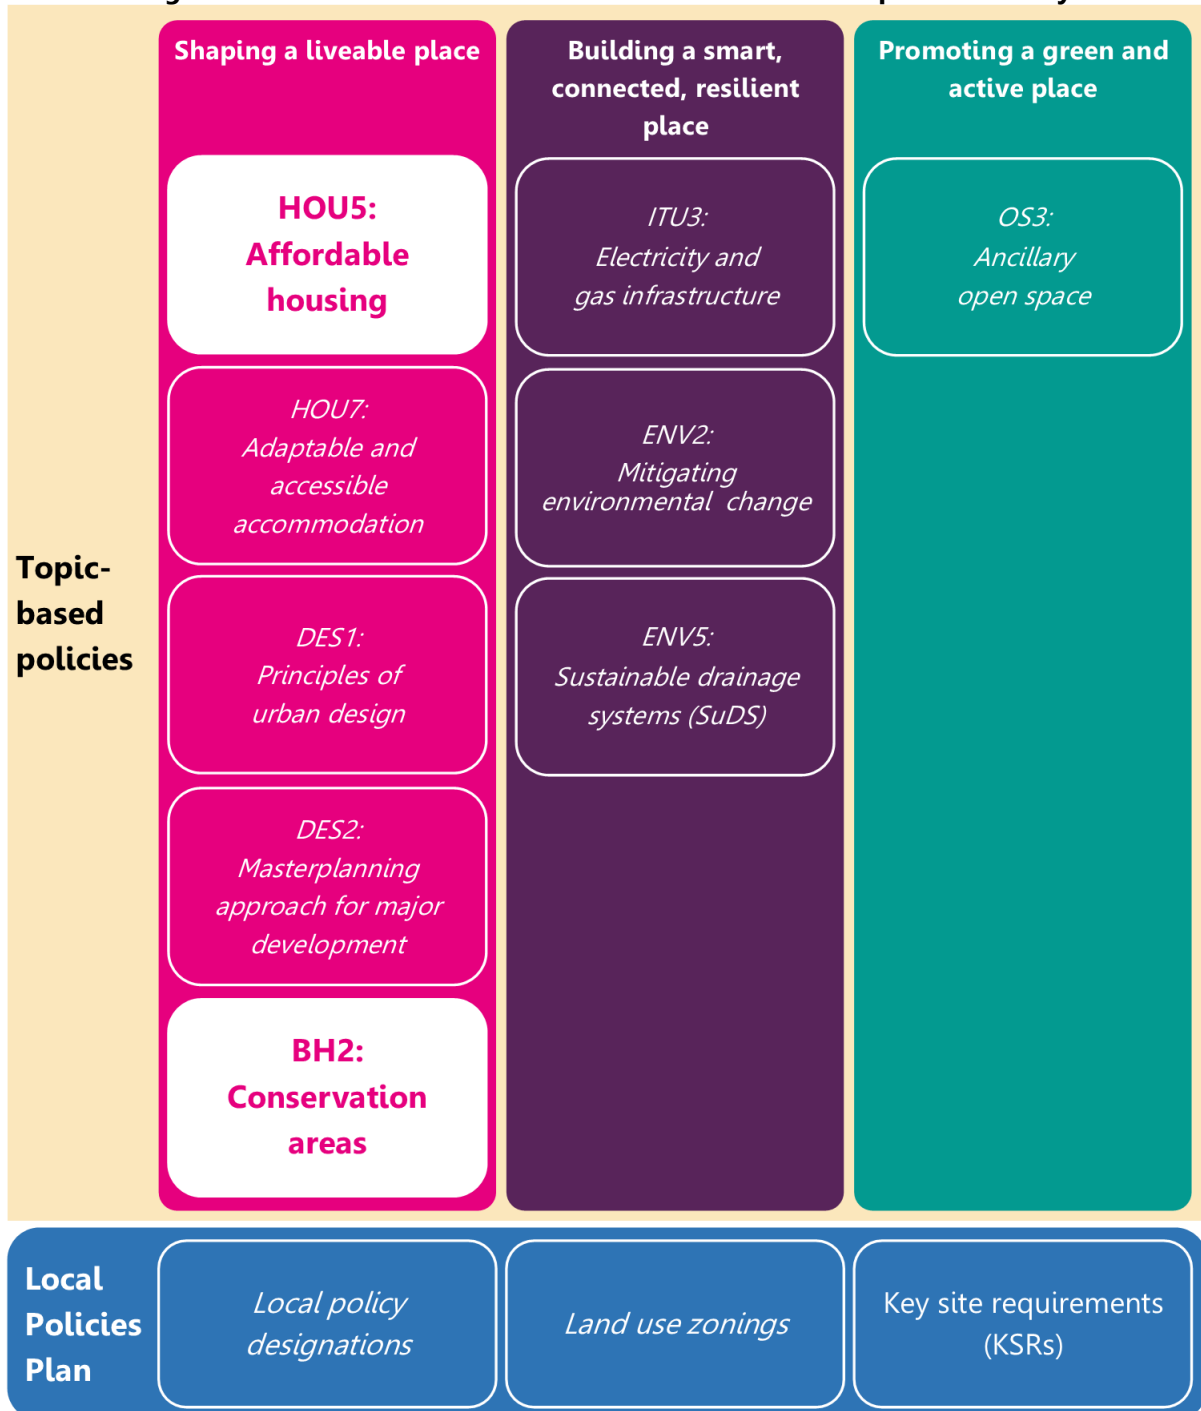 Shaping a liveable place
HOU5:
Affordable
housing
HOU7:
Adaptable and
accessible
accommodation
DES1:
Principles of
urban design
DES2:
Masterplanning
approach for major
development
BH2:
Conservation
areas
Building a smart,
connected, resilient
place
ITU3:
Electricity and
gas infrastructure
ENV2:
Mitigating
environmental  change
ENV5:
Sustainable drainage
systems (SuDS)
Promoting a green and
active place
OS3:
Ancillary
open space
Topic-
based
policies
Local
Policies
Plan
Local policy
designations
Land use zonings
Key site requirements
(KSRs)